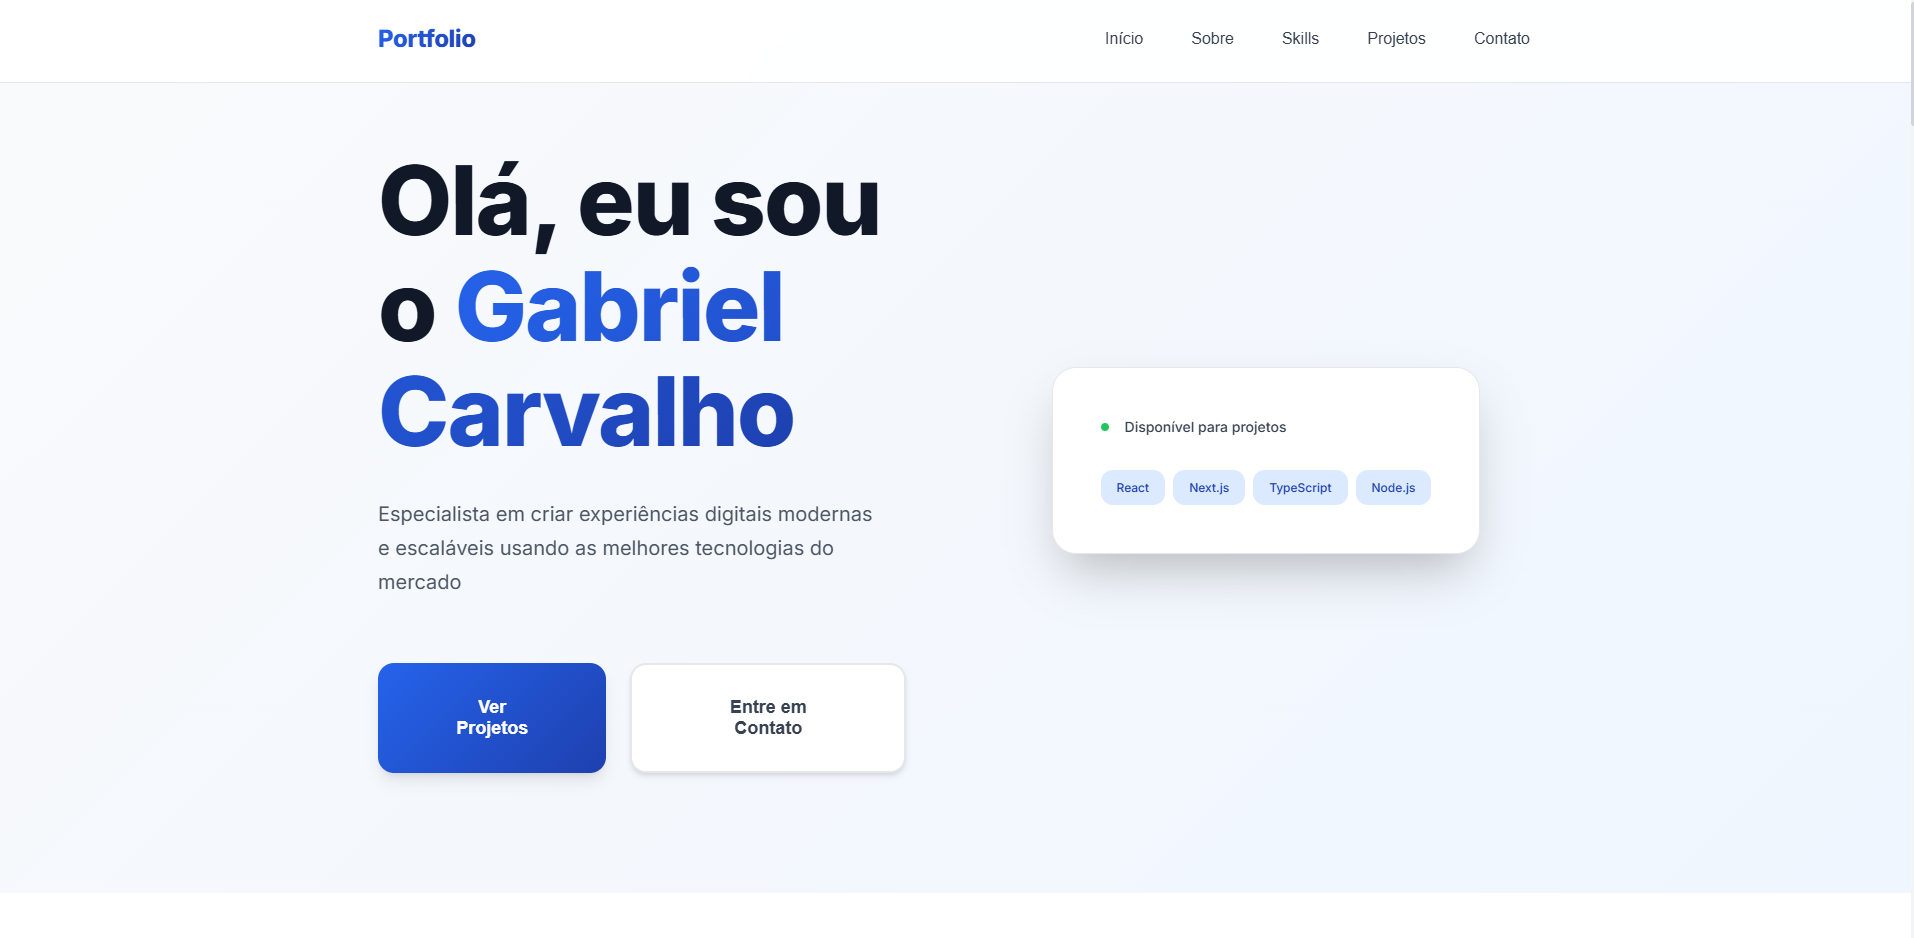 Portfolio
Início Sobre Skills Projetos Contato
Olá, eu sou
o Gabriel
Carvalho
Especialista em criar experiências digitais modernas
e escaláveis usando as melhores tecnologias do
mercado
Ver
Projetos
Entre em
Contato
Disponível para projetos
React Next.js TypeScript Node.js